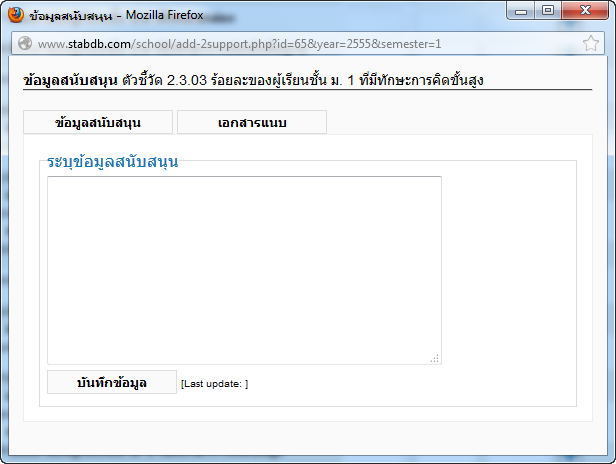 ข้อมูลสนับสนุน - Mozilla Firefox
www.stabdb.com/school/add-2support.php?id=65&year=2555&semester=1
ข้อมูลสนับสนุน ตัวชี้วัด 2.3.03 ร้อยละของผู้เรียนชั้น ม. 1 ที่มีทักษะการคิดขั้นสูง
ข้อมูลสนับสนุน เอกสารแนบ
ระบุข้อมูลสนับสนุน
บันทึกข้อมูล [Last update: ]